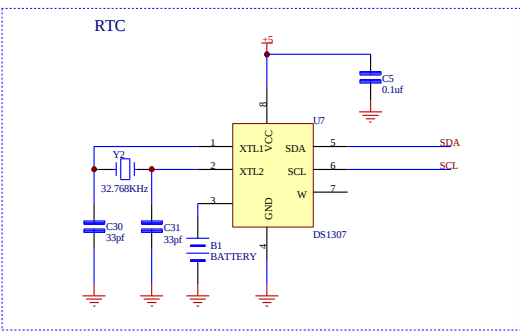 RTC
+5
C5
0.1uf
8
U7
VCC
1
XTL1
SDA
5
SDA
Y2
2
XTL2
SCL
6
SCL
32.768KHz
3
W
7
GND
C30
33pf
C31
33pf
4
DS1307
B1
BATTERY